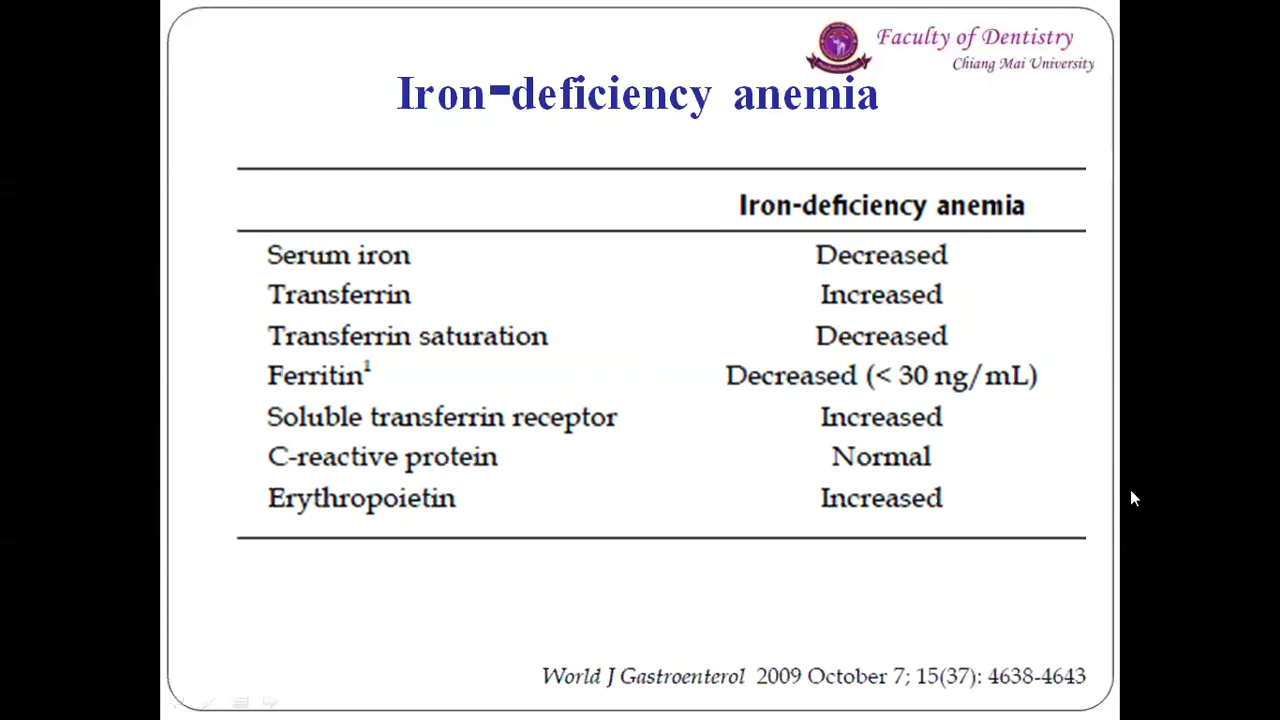 Faculty of Dentistry
Chiang Mai University
Iron-deficiency anemia
Iron-deficiency anemia
Serum iron Decreased
Transferrin Increased
Transferrin saturation Decreased
Ferritin¹ Decreased (< 30 ng/mL)
Soluble transferrin receptor Increased
C-reactive protein Normal
Erythropoietin Increased
World J Gastroenterol 2009 October 7; 15(37): 4638-4643